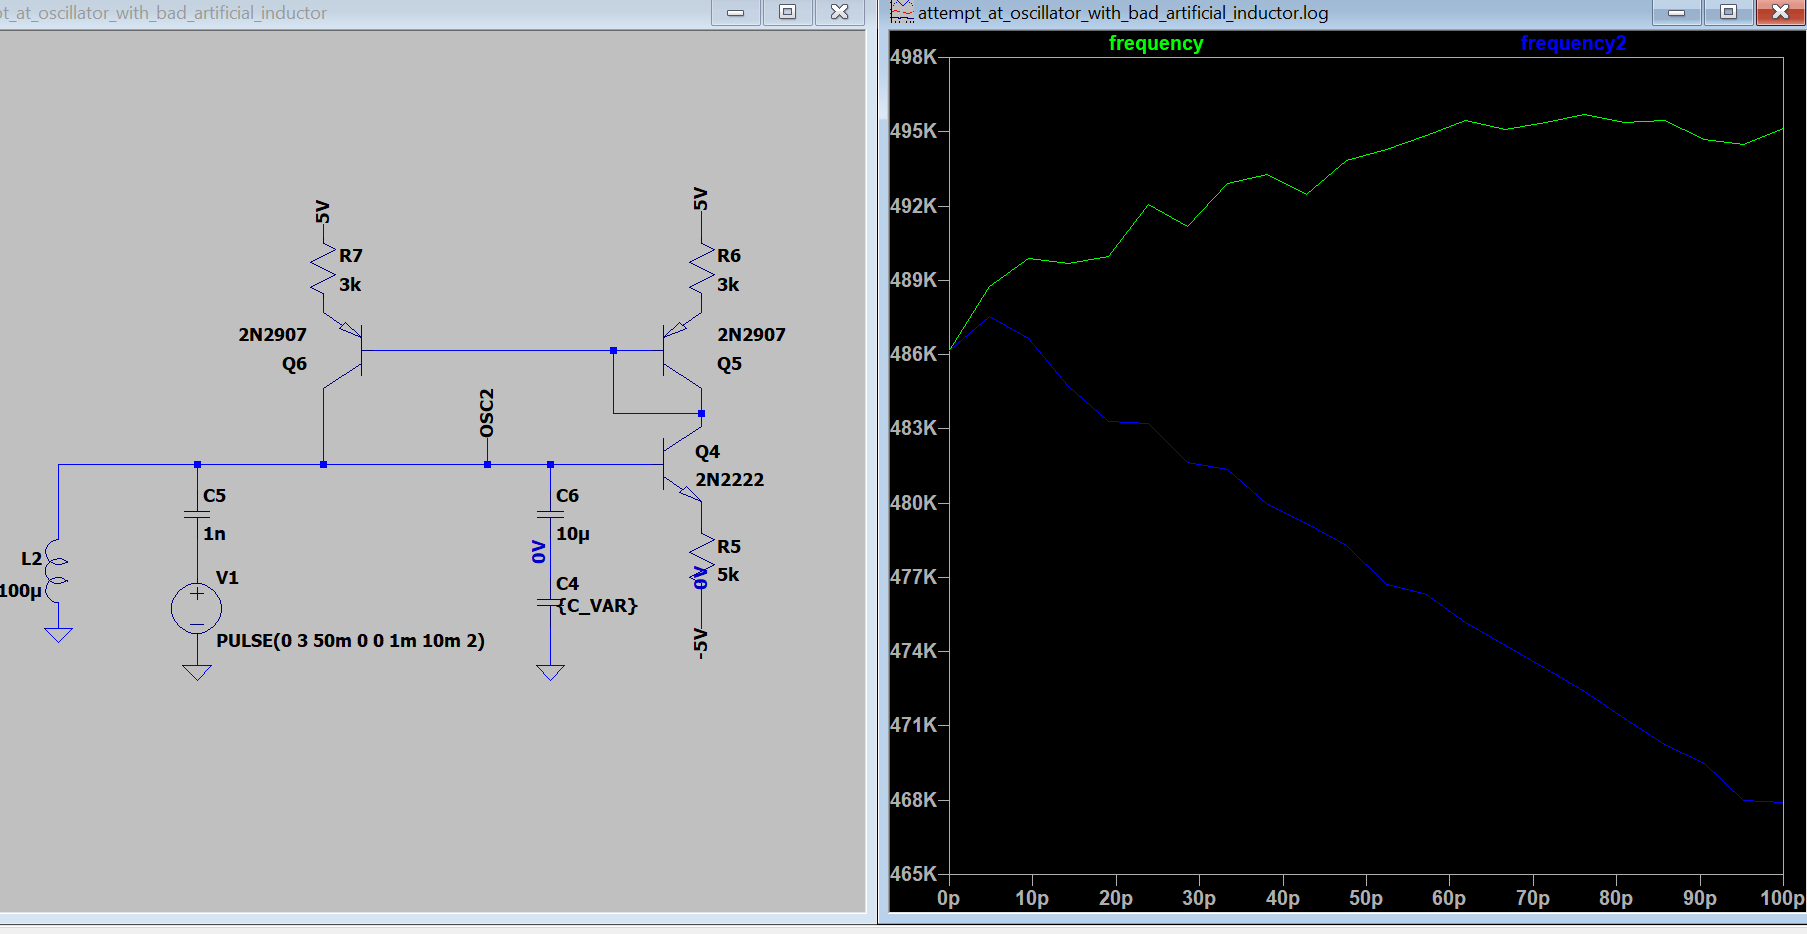 ot_at_oscillator_with_bad_artificial_inductor
attempt_at_oscillator_with_bad_artificial_inductor.log
5V
R7
3k
2N2907
Q6
5V
R6
3k
2N2907
Q5
OSC2
Q4
2N2222
C5
1n
C6
10µ
0V
C4
{C_VAR}
R5
5k
0V
-5V
L2
100µ
V1
PULSE(0 3 50m 0 0 1m 10m 2)
frequency
frequency2
498K
495K
492K
489K
486K
483K
480K
477K
474K
471K
468K
465K
0p
10p
20p
30p
40p
50p
60p
70p
80p
90p
100p